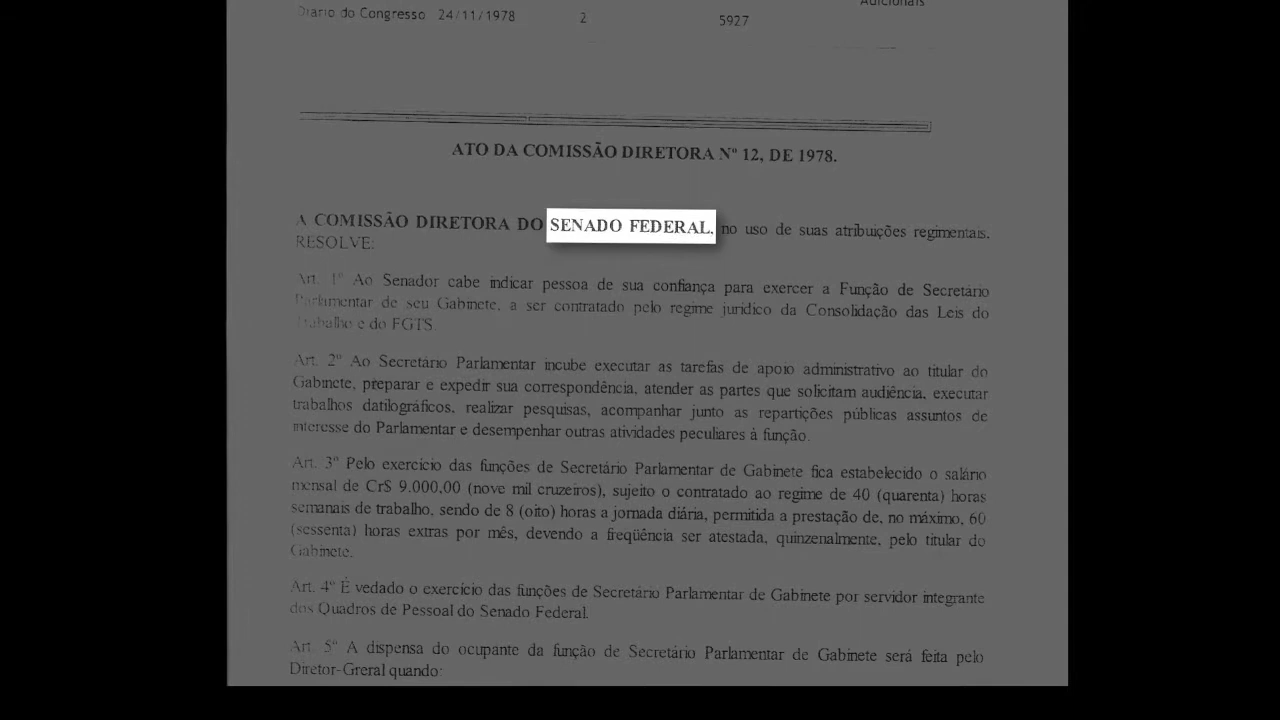 Diario do Congresso 24/11/1978 2 5927 Adicionais
ATO DA COMISSÃO DIRETORA Nº 12, DE 1978.
A COMISSÃO DIRETORA DO SENADO FEDERAL, no uso de suas atribuições regimentais.
RESOLVE:
Art. 1º Ao Senador cabe indicar pessoa de sua confiança para exercer a Função de Secretário
Parlamentar de seu Gabinete, a ser contratado pelo regime jurídico da Consolidação das Leis do
Trabalho e do FGTS.
Art. 2º Ao Secretário Parlamentar incube executar as tarefas de apoio administrativo ao titular do
Gabinete, preparar e expedir sua correspondência, atender as partes que solicitam audiência, executar
trabalhos datilográficos, realizar pesquisas, acompanhar junto as repartições públicas assuntos de
interesse do Parlamentar e desempenhar outras atividades peculiares à função.
Art. 3º Pelo exercício das funções de Secretário Parlamentar de Gabinete fica estabelecido o salário
mensal de Cr$ 9.000,00 (nove mil cruzeiros), sujeito o contratado ao regime de 40 (quarenta) horas
semanais de trabalho, sendo de 8 (oito) horas a jornada diária, permitida a prestação de, no máximo, 60
(sessenta) horas extras por mês, devendo a freqüência ser atestada, quinzenalmente, pelo titular do
Gabinete.
Art. 4º É vedado o exercício das funções de Secretário Parlamentar de Gabinete por servidor integrante
dos Quadros de Pessoal do Senado Federal.
Art. 5º A dispensa do ocupante da função de Secretário Parlamentar de Gabinete será feita pelo
Diretor-Greral quando: